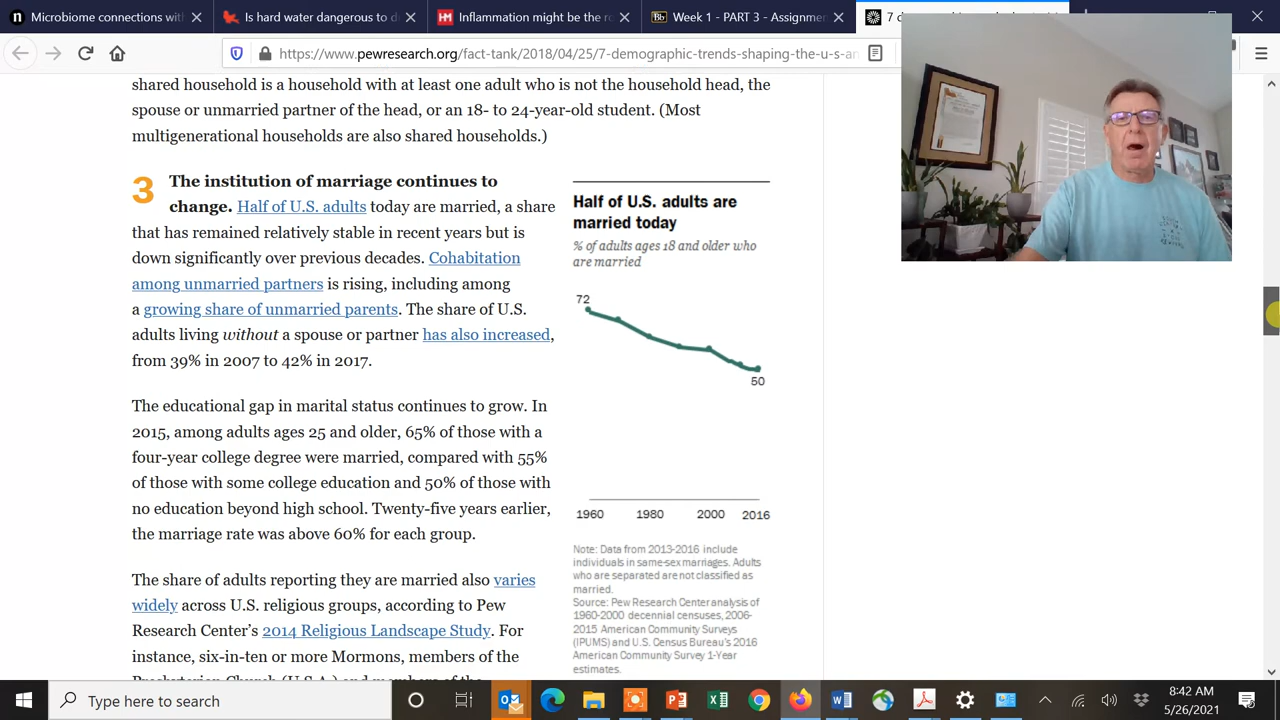 Microbiome connections wit
Is hard water dangerous to d
Inflammation might be the ro
Week 1 - PART 3 - Assignmen
https://www.pewresearch.org/fact-tank/2018/04/25/7-demographic-trends-shaping-the-u-s-an
shared household is a household with at least one adult who is not the household head, the
spouse or unmarried partner of the head, or an 18- to 24-year-old student. (Most
multigenerational households are also shared households.)
3 The institution of marriage continues to
change. Half of U.S. adults today are married, a share
that has remained relatively stable in recent years but is
down significantly over previous decades. Cohabitation
among unmarried partners is rising, including among
a growing share of unmarried parents. The share of U.S.
adults living without a spouse or partner has also increased,
from 39% in 2007 to 42% in 2017.
The educational gap in marital status continues to grow. In
2015, among adults ages 25 and older, 65% of those with a
four-year college degree were married, compared with 55%
of those with some college education and 50% of those with
no education beyond high school. Twenty-five years earlier,
the marriage rate was above 60% for each group.
The share of adults reporting they are married also varies
widely across U.S. religious groups, according to Pew
Research Center's 2014 Religious Landscape Study. For
instance, six-in-ten or more Mormons, members of the
Presbyterian Church (U.S.A.) and members of the
Half of U.S. adults are
married today
% of adults ages 18 and older who
are married
72
50
1960 1980 2000 2016
Note: Data from 2013-2016 include
individuals in same-sex marriages. Adults
who are separated are not classified as
married.
Source: Pew Research Center analysis of
1960-2000 decennial censuses, 2006-
2015 American Community Surveys
(IPUMS) and U.S. Census Bureau's 2016
American Community Survey 1-Year
estimates.
Type here to search
8:42 AM
5/26/2021